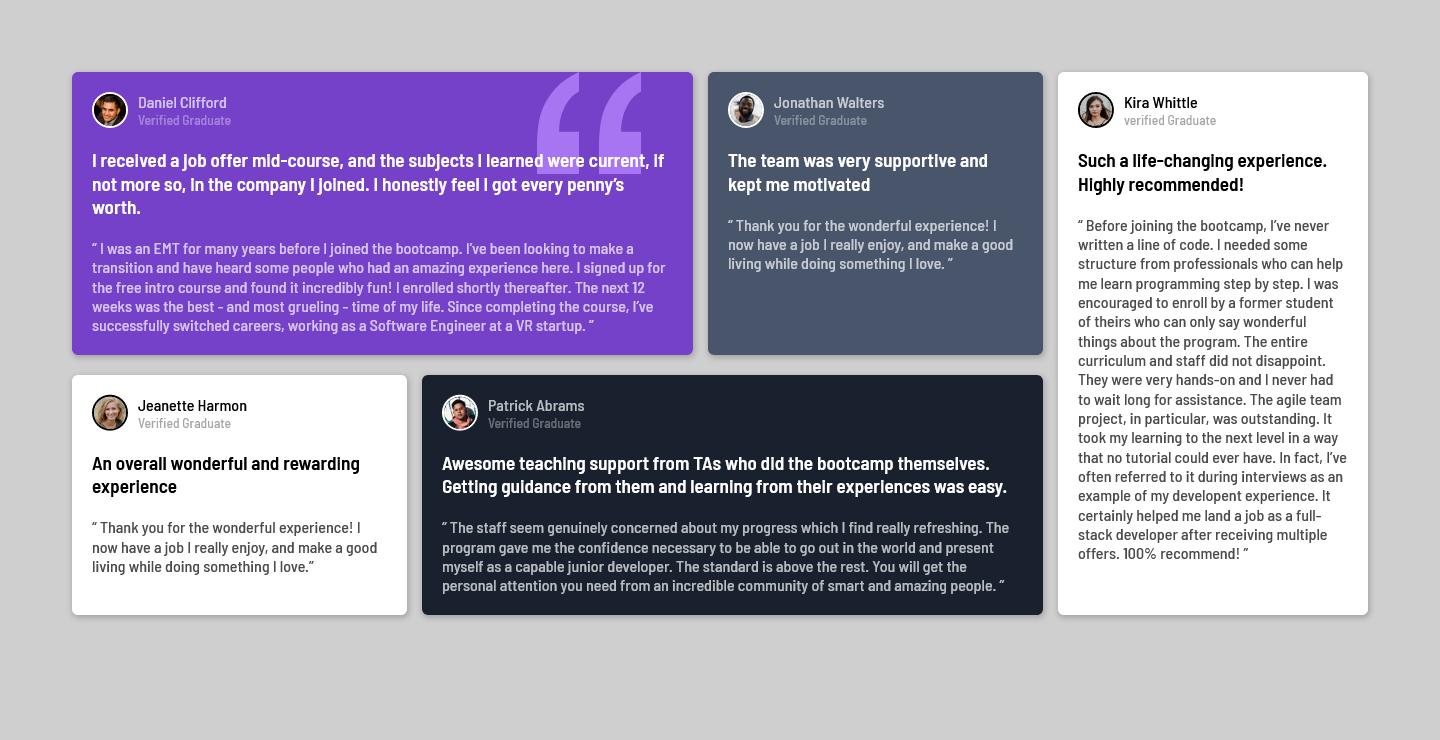 Daniel Clifford
Verified Graduate
I received a job offer mid-course, and the subjects I learned were current, if
not more so, in the company I joined. I honestly feel I got every penny’s
worth.
“ I was an EMT for many years before I joined the bootcamp. I’ve been looking to make a
transition and have heard some people who had an amazing experience here. I signed up for
the free intro course and found it incredibly fun! I enrolled shortly thereafter. The next 12
weeks was the best - and most grueling - time of my life. Since completing the course, I’ve
successfully switched careers, working as a Software Engineer at a VR startup. ”
Jonathan Walters
Verified Graduate
The team was very supportive and
kept me motivated
“ Thank you for the wonderful experience! I
now have a job I really enjoy, and make a good
living while doing something I love. ”
Kira Whittle
verified Graduate
Such a life-changing experience.
Highly recommended!
“ Before joining the bootcamp, I’ve never
written a line of code. I needed some
structure from professionals who can help
me learn programming step by step. I was
encouraged to enroll by a former student
of theirs who can only say wonderful
things about the program. The entire
curriculum and staff did not disappoint.
They were very hands-on and I never had
to wait long for assistance. The agile team
project, in particular, was outstanding. It
took my learning to the next level in a way
that no tutorial could ever have. In fact, I’ve
often referred to it during interviews as an
example of my developent experience. It
certainly helped me land a job as a full-
stack developer after receiving multiple
offers. 100% recommend! ”
Jeanette Harmon
Verified Graduate
An overall wonderful and rewarding
experience
“ Thank you for the wonderful experience! I
now have a job I really enjoy, and make a good
living while doing something I love.”
Patrick Abrams
Verified Graduate
Awesome teaching support from TAs who did the bootcamp themselves.
Getting guidance from them and learning from their experiences was easy.
“ The staff seem genuinely concerned about my progress which I find really refreshing. The
program gave me the confidence necessary to be able to go out in the world and present
myself as a capable junior developer. The standard is above the rest. You will get the
personal attention you need from an incredible community of smart and amazing people. ”